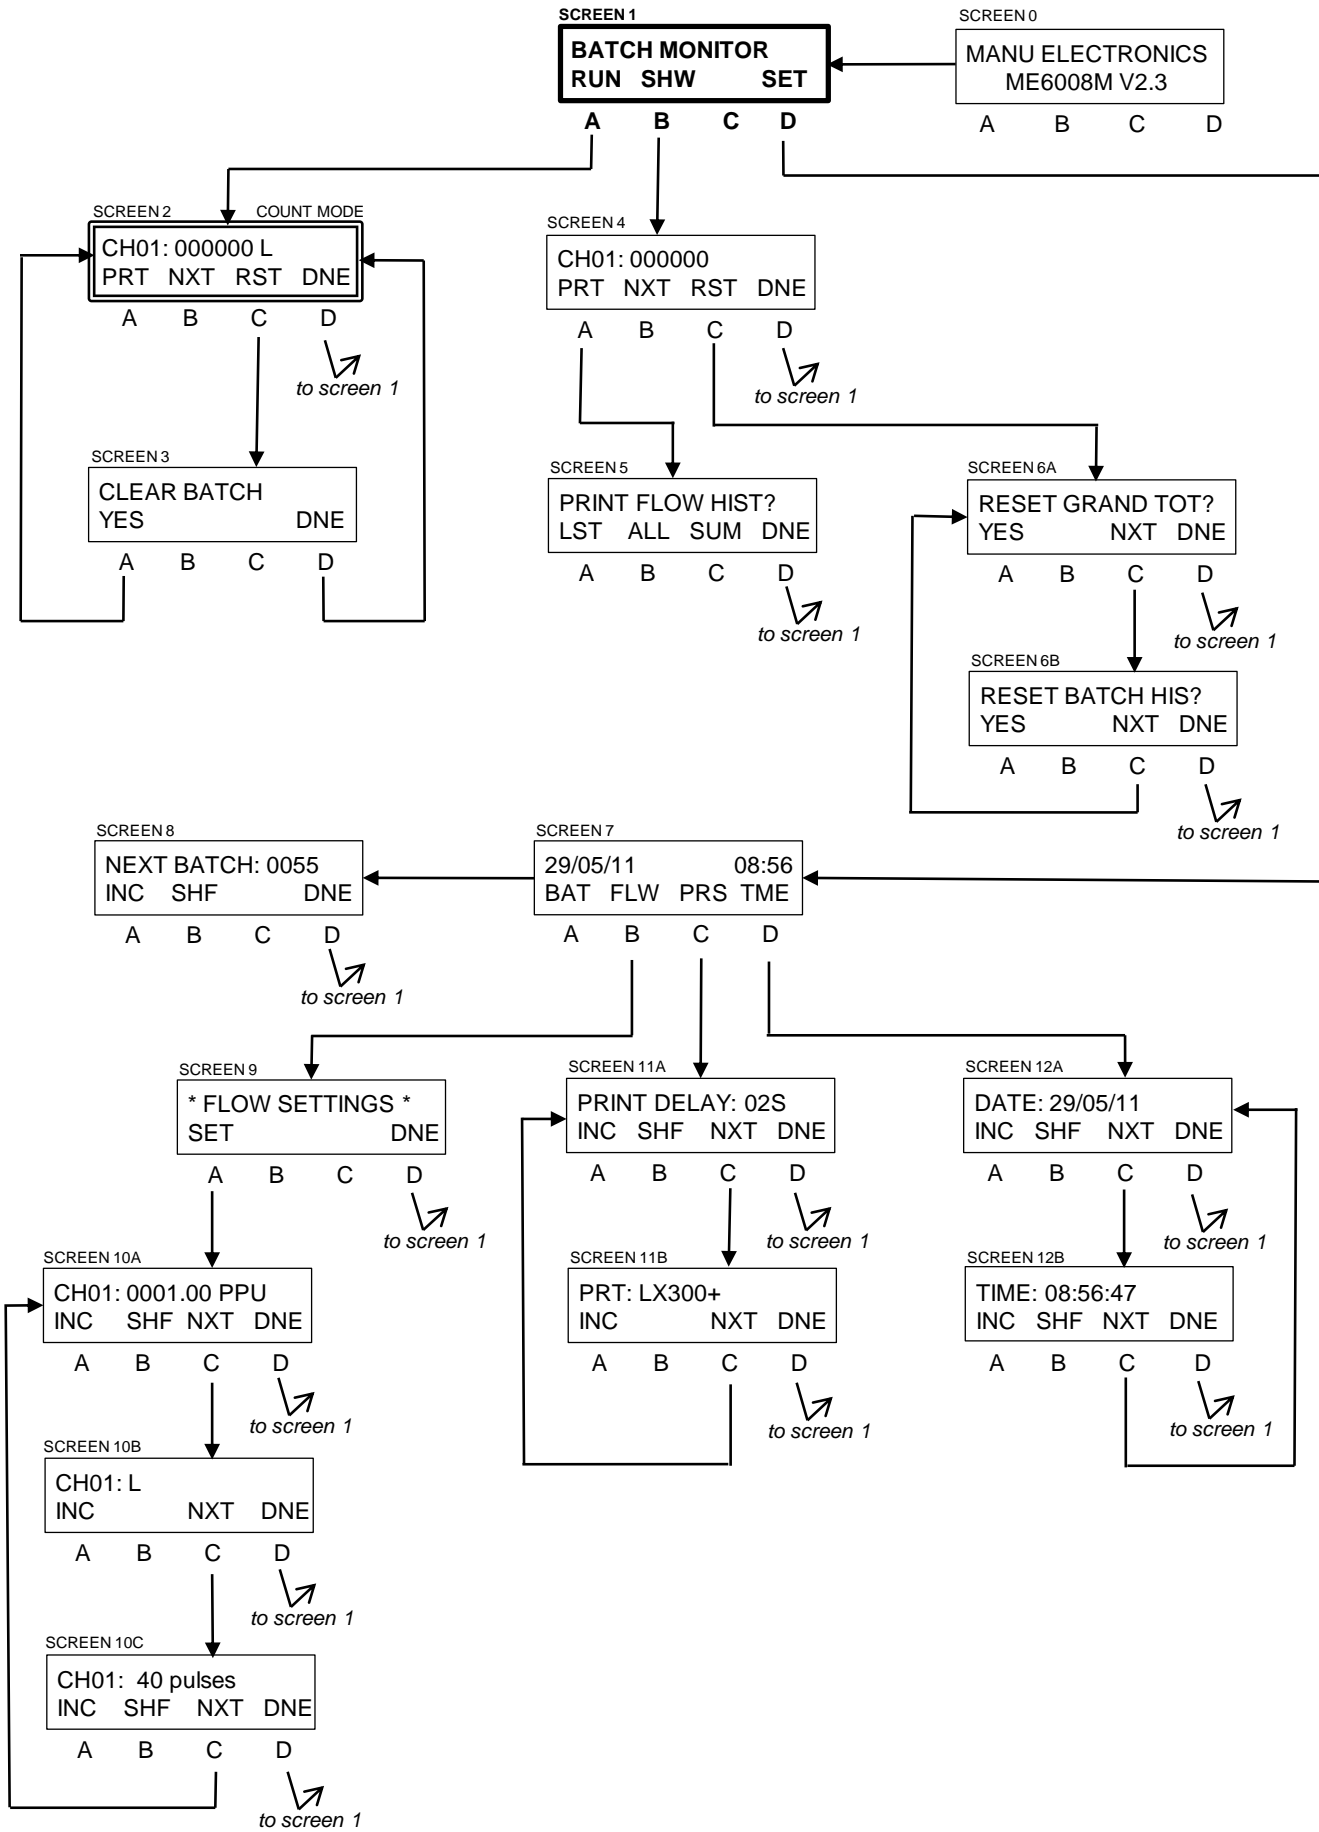 SCREEN 1
BATCH MONITOR
RUN SHW SET
A B C D
SCREEN 0
MANU ELECTRONICS
ME6008M V2.3
A B C D
SCREEN 2 COUNT MODE
CH01: 000000 L
PRT NXT RST DNE
A B C D
to screen 1
SCREEN 3
CLEAR BATCH
YES DNE
A B C D
SCREEN 4
CH01: 000000
PRT NXT RST DNE
A B C D
to screen 1
SCREEN 5
PRINT FLOW HIST?
LST ALL SUM DNE
A B C D
to screen 1
SCREEN 6A
RESET GRAND TOT?
YES NXT DNE
A B C D
to screen 1
SCREEN 6B
RESET BATCH HIS?
YES NXT DNE
A B C D
to screen 1
SCREEN 8
NEXT BATCH: 0055
INC SHF DNE
A B C D
to screen 1
SCREEN 7
29/05/11 08:56
BAT FLW PRS TME
A B C D
SCREEN 9
* FLOW SETTINGS *
SET DNE
A B C D
to screen 1
SCREEN 10A
CH01: 0001.00 PPU
INC SHF NXT DNE
A B C D
to screen 1
SCREEN 10B
CH01: L
INC NXT DNE
A B C D
to screen 1
SCREEN 10C
CH01: 40 pulses
INC SHF NXT DNE
A B C D
to screen 1
SCREEN 11A
PRINT DELAY: 02S
INC SHF NXT DNE
A B C D
to screen 1
SCREEN 11B
PRT: LX300+
INC NXT DNE
A B C D
to screen 1
SCREEN 12A
DATE: 29/05/11
INC SHF NXT DNE
A B C D
to screen 1
SCREEN 12B
TIME: 08:56:47
INC SHF NXT DNE
A B C D
to screen 1